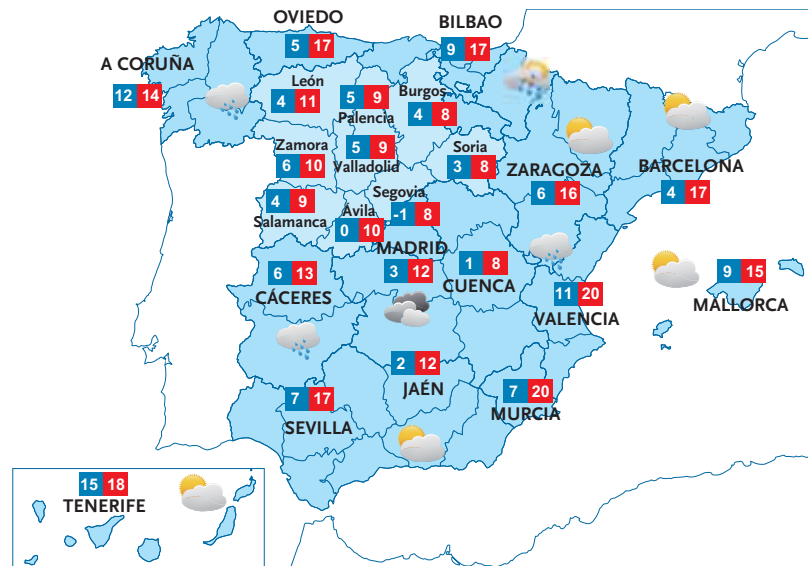 OVIEDO
5 17
BILBAO
9 17
A CORUÑA
12 14
León
4 11
5 9
Palencia
Burgos
4 8
Zamora
6 10
5 9
Valladolid
Soria
3 8
ZARAGOZA
6 16
BARCELONA
4 17
4 9
Salamanca
Ávila
0 10
Segovia
-1 8
MADRID
3 12
6 13
CÁCERES
1 8
CUENCA
11 20
VALENCIA
9 15
MALLORCA
2 12
JAÉN
7 17
SEVILLA
7 20
MURCIA
15 18
TENERIFE